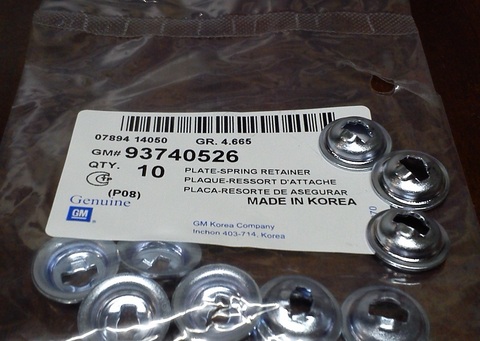 07894 14050 GR. 4.665
GM# 93740526
QTY. 10 PLATE-SPRING RETAINER
PLAQUE-RESSORT D'ATTACHE
PLACA-RESORTE DE ASEGURAR
(P08) MADE IN KOREA
Genuine
GM
GM Korea Company
Inchon 403-714, Korea
70